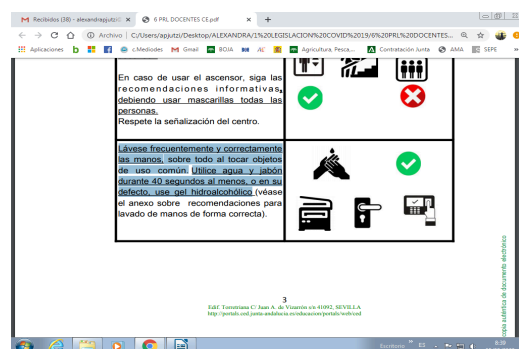 Recibidos (38) - alexandrapjutzi@
6 PRL DOCENTES CE.pdf
Archivo | C:/Users/apjutzi/Desktop/ALEXANDRA/1%20LEGISLACION%20COVID%2019/6%20PRL%20DOCENTES...
Aplicaciones
c.Mediodes
Gmail
BOJA
Agricultura, Pesca,...
Contratación Junta
AMA
SEPE
En caso de usar el ascensor, siga las
recomendaciones informativas,
debiendo usar mascarillas todas las
personas.
Respete la señalización del centro.
Lávese frecuentemente y correctamente
las manos, sobre todo al tocar objetos
de uso común. Utilice agua y jabón
durante 40 segundos al menos, o en su
defecto, use gel hidroalcohólico (véase
el anexo sobre recomendaciones para
lavado de manos de forma correcta).
3
Edif. Torretriana C/ Juan A. de Vizarrón s/n 41092, SEVILLA
http://portals.ced.junta-andalucia.es/educacion/portals/web/ced
copia auténtica de documento electrónico
Escritorio
ES
8:39